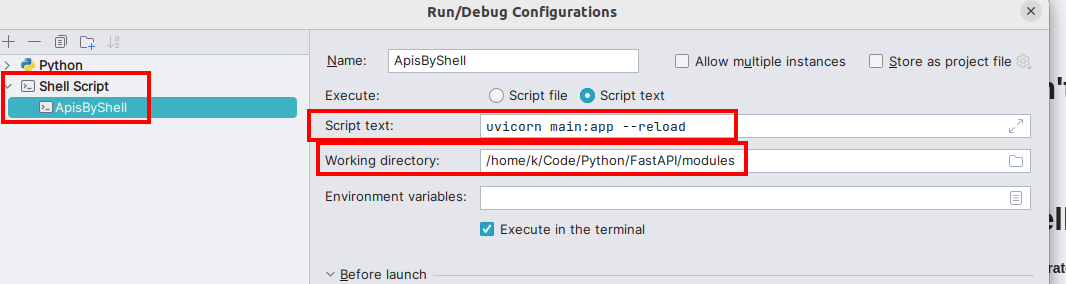 Run/Debug Configurations
Python
Shell Script
ApisByShell
Name: ApisByShell Allow multiple instances Store as project file
Execute: Script file Script text
Script text: uvicorn main:app --reload
Working directory: /home/k/Code/Python/FastAPI/modules
Environment variables:
Execute in the terminal
Before launch